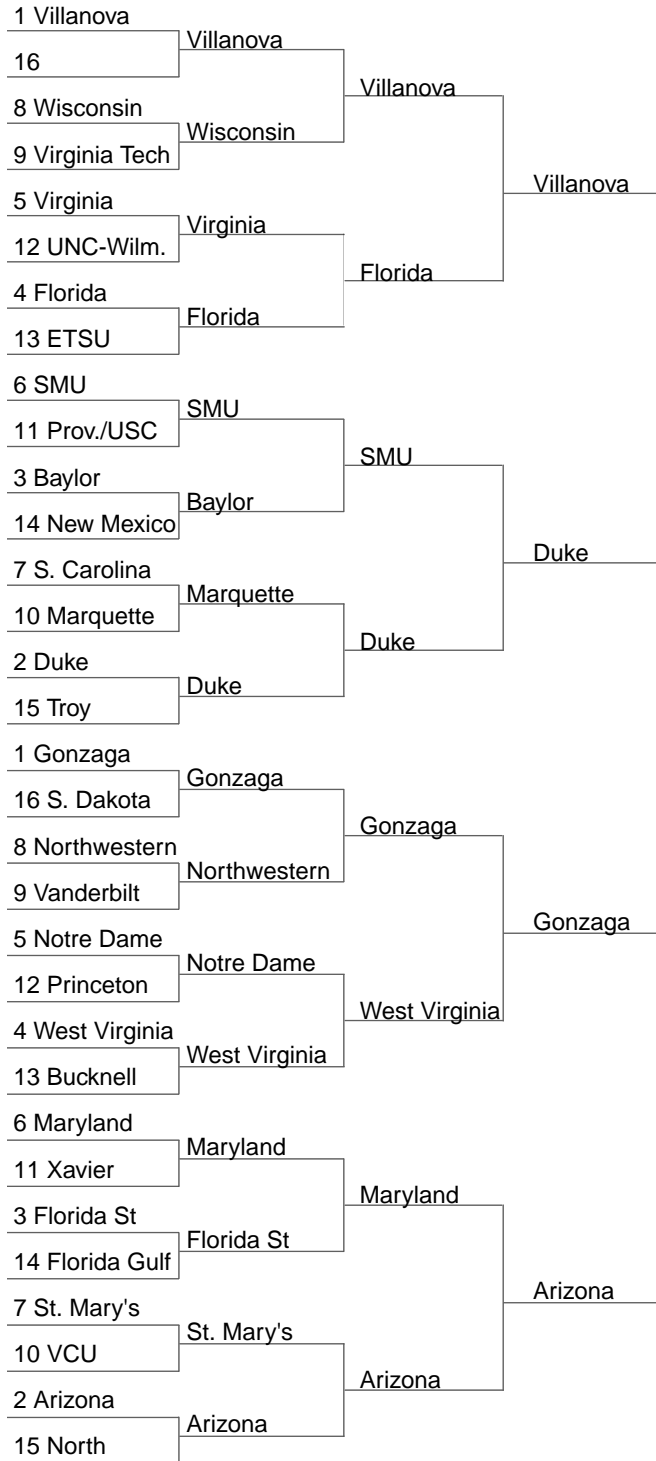 1 Villanova
16
8 Wisconsin
9 Virginia Tech
5 Virginia
12 UNC-Wilm.
4 Florida
13 ETSU
6 SMU
11 Prov./USC
3 Baylor
14 New Mexico
7 S. Carolina
10 Marquette
2 Duke
15 Troy
1 Gonzaga
16 S. Dakota
8 Northwestern
9 Vanderbilt
5 Notre Dame
12 Princeton
4 West Virginia
13 Bucknell
6 Maryland
11 Xavier
3 Florida St
14 Florida Gulf
7 St. Mary's
10 VCU
2 Arizona
15 North
Villanova
Wisconsin
Virginia
Florida
SMU
Baylor
Marquette
Duke
Gonzaga
Northwestern
Notre Dame
West Virginia
Maryland
Florida St
St. Mary's
Arizona
Villanova
Florida
SMU
Duke
Gonzaga
West Virginia
Maryland
Arizona
Villanova
Duke
Gonzaga
Arizona